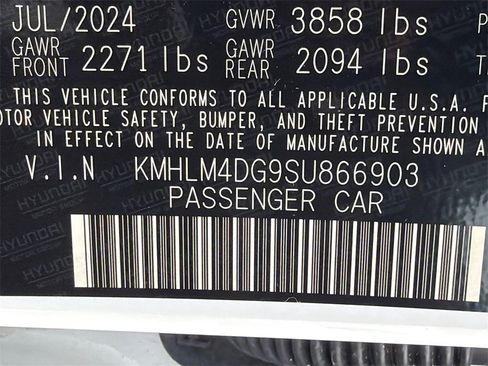 JUL/2024 GVWR 3858 lbs
GAWR FRONT 2271 lbs GAWR REAR 2094 lbs
THIS VEHICLE CONFORMS TO ALL APPLICABLE U.S.A. F
OTOR VEHICLE SAFETY, BUMPER, AND THEFT PREVENTION
IN EFFECT ON THE DATE OF MANUFACTURE SHOWN A
V.I.N KMHLM4DG9SU866903
PASSENGER CAR